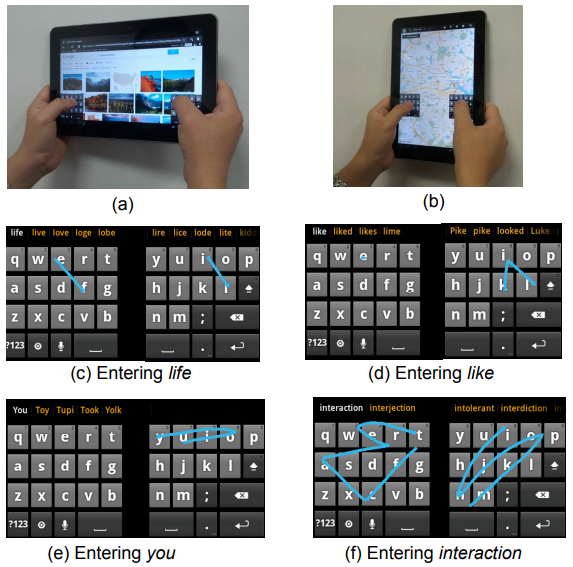 (a)
(b)
life live love loge lobe
lire lice lode lite kidd
q w e r t
y u i o p
a s d f g
h j k l
z x c v b
n m ;
?123
.
(c) Entering life
like liked likes lime
Pike pike looked Luke
q w e r t
y u i o p
a s d f g
h j k l
z x c v b
n m ;
?123
.
(d) Entering like
You Toy Tupi Took Yolk
q w e r t
y u i o p
a s d f g
h j k l
z x c v b
n m ;
?123
.
(e) Entering you
interaction interjection
intolerant interdiction in
q w e r t
y u i o p
a s d f g
h j k l
z x c v b
n m ;
?123
.
(f) Entering interaction